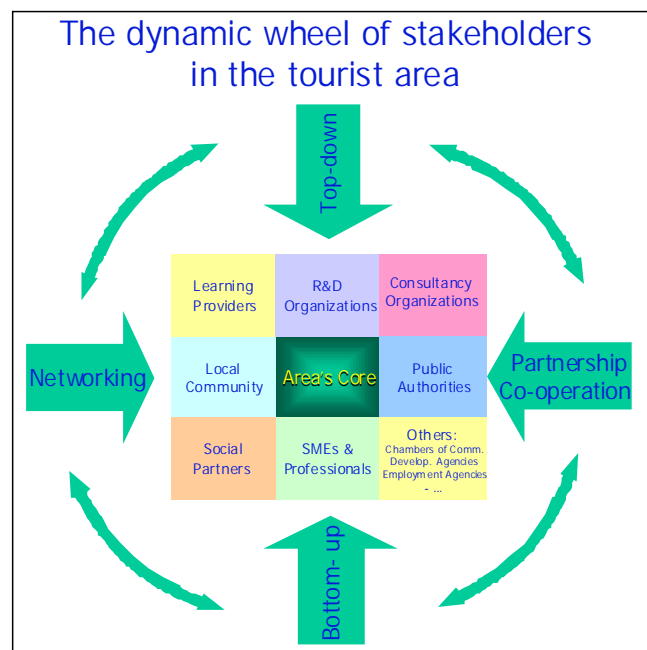 The dynamic wheel of stakeholders
in the tourist area
Top-down
Learning
Providers
R&D
Organizations
Consultancy
Organizations
Networking
Local
Community
Area's Core
Public
Authorities
Partnership
Co-operation
Social
Partners
SMEs &
Professionals
Others:
Chambers of Comm.
Develop. Agencies
Employment Agencies
- ...
Bottom- up